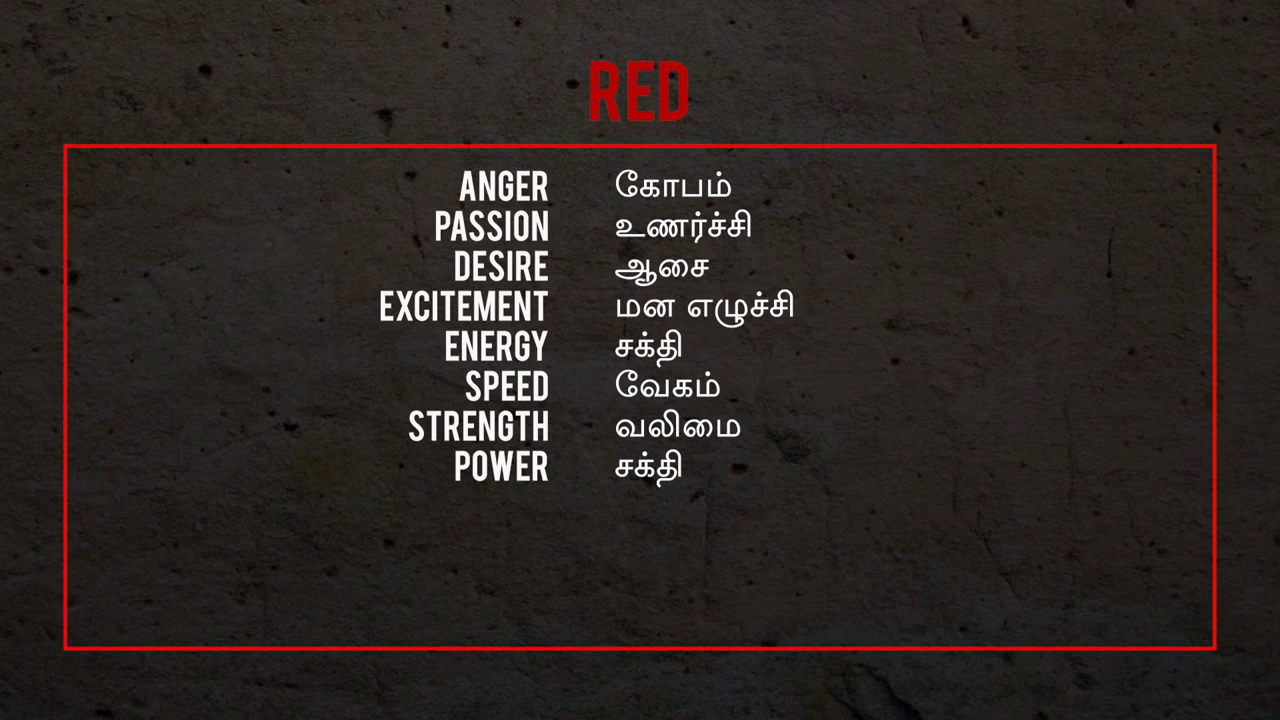 RED
ANGER கோபம்
PASSION உணர்ச்சி
DESIRE ஆசை
EXCITEMENT மன எழுச்சி
ENERGY சக்தி
SPEED வேகம்
STRENGTH வலிமை
POWER சக்தி